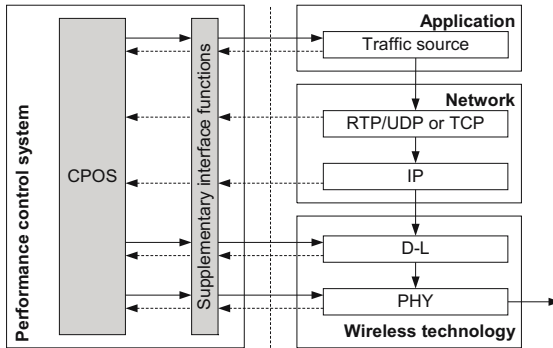 Performance control system
CPOS
Supplementary interface functions
Application
Traffic source
Network
RTP/UDP or TCP
IP
D-L
PHY
Wireless technology